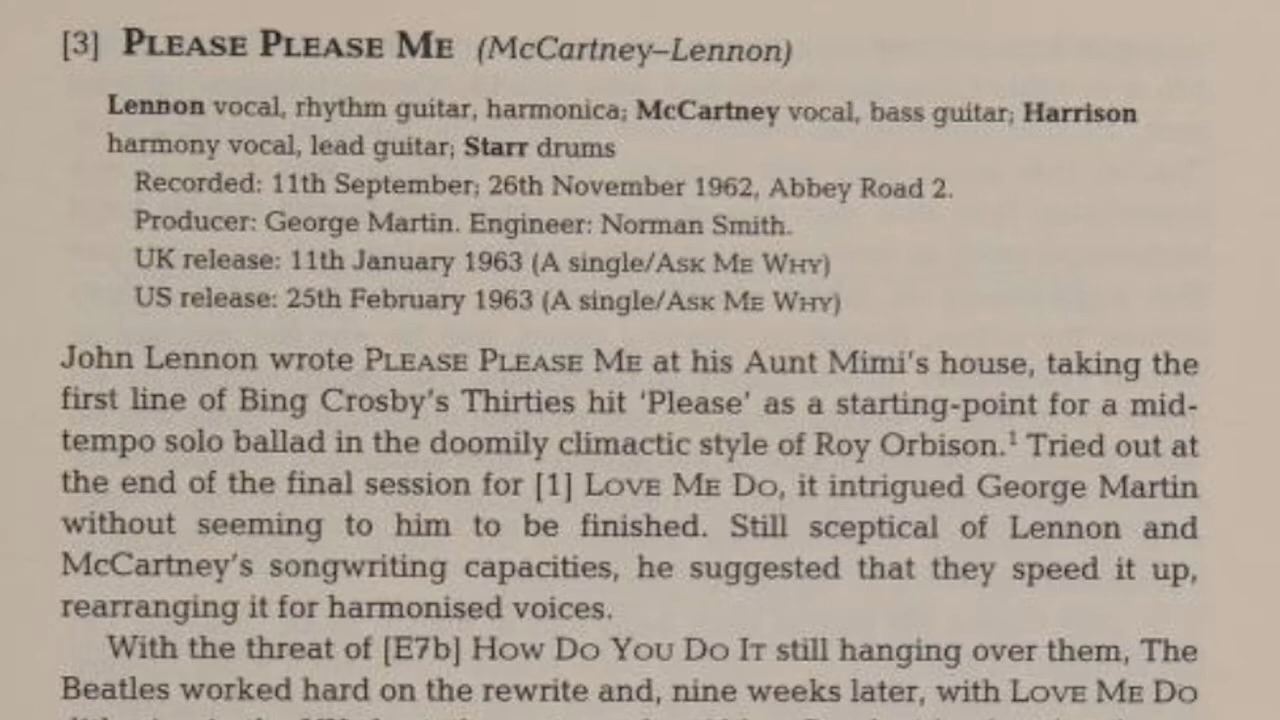 [3] PLEASE PLEASE ME (McCartney–Lennon)
Lennon vocal, rhythm guitar, harmonica; McCartney vocal, bass guitar; Harrison
harmony vocal, lead guitar; Starr drums
Recorded: 11th September; 26th November 1962, Abbey Road 2.
Producer: George Martin. Engineer: Norman Smith.
UK release: 11th January 1963 (A single/ASK ME WHY)
US release: 25th February 1963 (A single/ASK ME WHY)
John Lennon wrote PLEASE PLEASE ME at his Aunt Mimi's house, taking the
first line of Bing Crosby's Thirties hit 'Please' as a starting-point for a mid-
tempo solo ballad in the doomily climactic style of Roy Orbison.¹ Tried out at
the end of the final session for [1] LOVE ME DO, it intrigued George Martin
without seeming to him to be finished. Still sceptical of Lennon and
McCartney's songwriting capacities, he suggested that they speed it up,
rearranging it for harmonised voices.
With the threat of [E7b] HOW DO YOU DO IT still hanging over them, The
Beatles worked hard on the rewrite and, nine weeks later, with LOVE ME DO